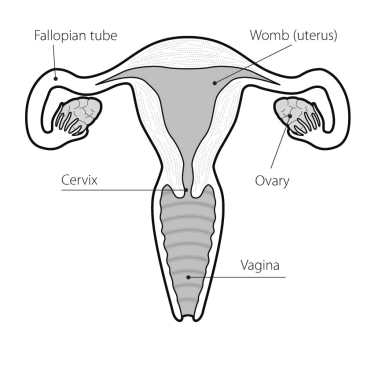 Fallopian tube
Womb (uterus)
Cervix
Ovary
Vagina